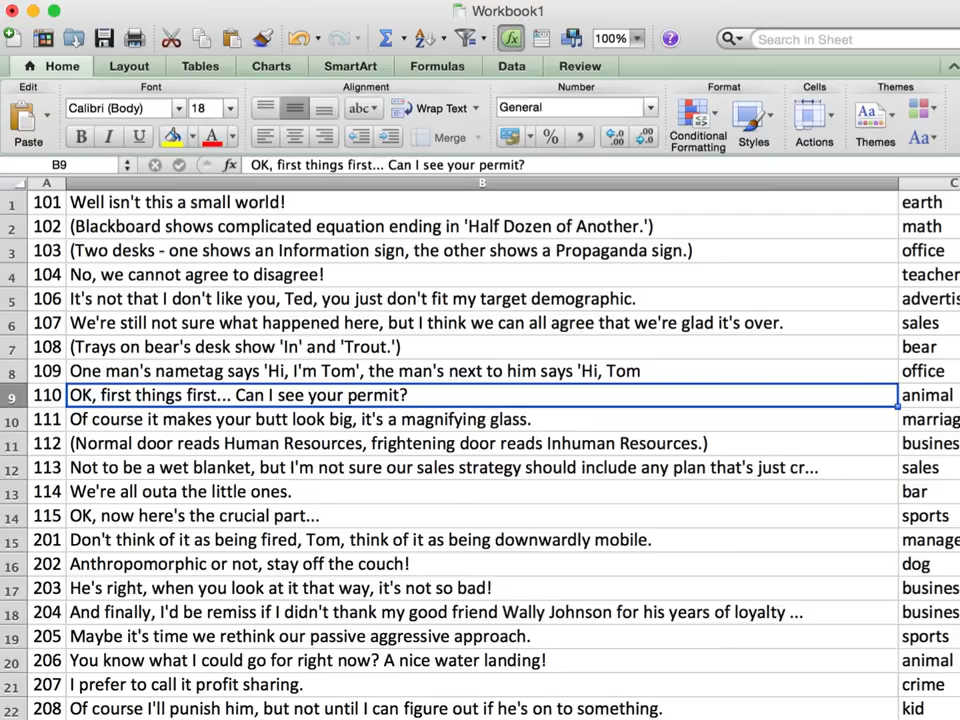 Workbook1
100%
Search in Sheet
Home Layout Tables Charts SmartArt Formulas Data Review
Edit Font Alignment Number Format Cells Themes
Calibri (Body) 18 abc Wrap Text General
Paste B I U A Merge % Conditional Formatting Styles Actions Themes Aa
B9 fx OK, first things first... Can I see your permit?
A B C
1 101 Well isn't this a small world! earth
2 102 (Blackboard shows complicated equation ending in 'Half Dozen of Another.') math
3 103 (Two desks - one shows an Information sign, the other shows a Propaganda sign.) office
4 104 No, we cannot agree to disagree! teacher
5 106 It's not that I don't like you, Ted, you just don't fit my target demographic. advertis
6 107 We're still not sure what happened here, but I think we can all agree that we're glad it's over. sales
7 108 (Trays on bear's desk show 'In' and 'Trout.') bear
8 109 One man's nametag says 'Hi, I'm Tom', the man's next to him says 'Hi, Tom office
9 110 OK, first things first... Can I see your permit? animal
10 111 Of course it makes your butt look big, it's a magnifying glass. marriag
11 112 (Normal door reads Human Resources, frightening door reads Inhuman Resources.) busines
12 113 Not to be a wet blanket, but I'm not sure our sales strategy should include any plan that's just cr... sales
13 114 We're all outa the little ones. bar
14 115 OK, now here's the crucial part... sports
15 201 Don't think of it as being fired, Tom, think of it as being downwardly mobile. manage
16 202 Anthropomorphic or not, stay off the couch! dog
17 203 He's right, when you look at it that way, it's not so bad! busines
18 204 And finally, I'd be remiss if I didn't thank my good friend Wally Johnson for his years of loyalty ... busines
19 205 Maybe it's time we rethink our passive aggressive approach. sports
20 206 You know what I could go for right now? A nice water landing! animal
21 207 I prefer to call it profit sharing. crime
22 208 Of course I'll punish him, but not until I can figure out if he's on to something. kid